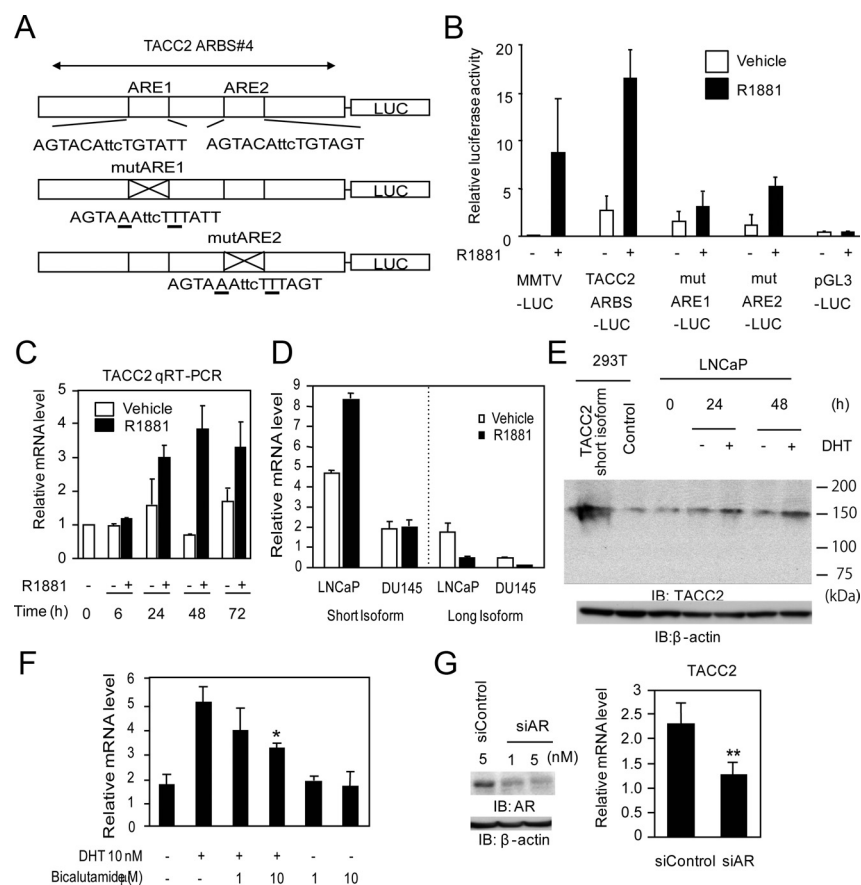 A
TACC2 ARBS#4
ARE1 ARE2
LUC
AGTACAttcTGTATT AGTACAttcTGTAGT
mutARE1
LUC
AGTAAAttcTTTATT
mutARE2
LUC
AGTAAAttcTTTAGT
B
Relative luciferase activity
20
15
10
5
0
Vehicle
R1881
R1881 - + - + - + - + - +
MMTV TACC2 mut mut pGL3
-LUC ARBS ARE1 ARE2 -LUC
-LUC -LUC -LUC
C
TACC2 qRT-PCR
Relative mRNA level
5
4
3
2
1
0
Vehicle
R1881
R1881 - - + - + - + - +
Time (h) 0 6 24 48 72
D
Relative mRNA level
9
8
7
6
5
4
3
2
1
0
Vehicle
R1881
LNCaP DU145 LNCaP DU145
Short Isoform Long Isoform
E
293T LNCaP
TACC2
short isoform
Control
0 24 48 (h)
- + - + DHT
200
150
100
75
(kDa)
IB: TACC2
IB:β-actin
F
Relative mRNA level
6
5
4
3
2
1
0
*
DHT 10 nM - + + + - -
Bicalutamide(μM) - - 1 10 1 10
G
siControl
siAR
5 1 5 (nM)
IB: AR
IB: β-actin
TACC2
Relative mRNA level
3.0
2.5
2.0
1.5
1.0
0.5
0
**
siControl siAR